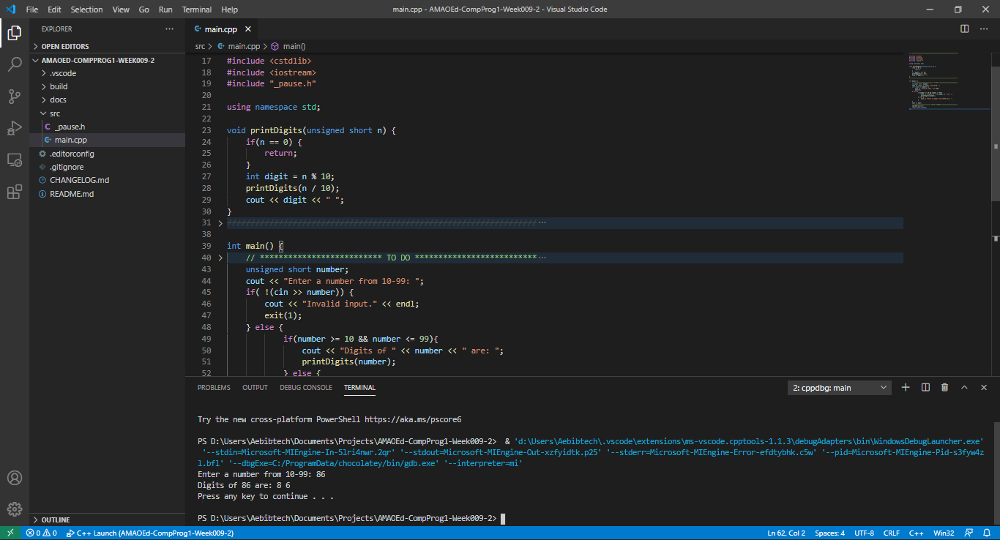 File Edit Selection View Go Run Terminal Help
main.cpp - AMAOEd-CompProg1-Week009-2 - Visual Studio Code
EXPLORER
OPEN EDITORS
AMAOED-COMPPROG1-WEEK009-2
.vscode
build
docs
src
C _pause.h
main.cpp
.editorconfig
.gitignore
CHANGELOG.md
README.md
OUTLINE
main.cpp
src > main.cpp > main()
17 #include <cstdlib>
18 #include <iostream>
19 #include "_pause.h"
20
21 using namespace std;
22
23 void printDigits(unsigned short n) {
24 if(n == 0) {
25 return;
26 }
27 int digit = n % 10;
28 printDigits(n / 10);
29 cout << digit << " ";
30 }
31 //////////////////////////////////////////////////////////////////···
38
39 int main() {
40 // ************************** TO DO **************************···
43 unsigned short number;
44 cout << "Enter a number from 10-99: ";
45 if( !(cin >> number)) {
46 cout << "Invalid input." << endl;
47 exit(1);
48 } else {
49 if(number >= 10 && number <= 99){
50 cout << "Digits of " << number << " are: ";
51 printDigits(number);
52 } else {
PROBLEMS OUTPUT DEBUG CONSOLE TERMINAL
2: cppdbg: main
Try the new cross-platform PowerShell https://aka.ms/pscore6
PS D:\Users\Aebibtech\Documents\Projects\AMAOEd-CompProg1-Week009-2> & 'd:\Users\Aebibtech\.vscode\extensions\ms-vscode.cpptools-1.1.3\debugAdapters\bin\WindowsDebugLauncher.exe'
'--stdin=Microsoft-MIEngine-In-5lri4nwr.2qr' '--stdout=Microsoft-MIEngine-Out-xzfyidtk.p25' '--stderr=Microsoft-MIEngine-Error-efdtybhk.c5w' '--pid=Microsoft-MIEngine-Pid-s3fyw4z
l.bfl' '--dbgExe=C:/ProgramData/chocolatey/bin/gdb.exe' '--interpreter=mi'
Enter a number from 10-99: 86
Digits of 86 are: 8 6
Press any key to continue . . .
PS D:\Users\Aebibtech\Documents\Projects\AMAOEd-CompProg1-Week009-2>
0 0 C++ Launch (AMAOEd-CompProg1-Week009-2)
Ln 62, Col 2 Spaces: 4 UTF-8 CRLF C++ Win32